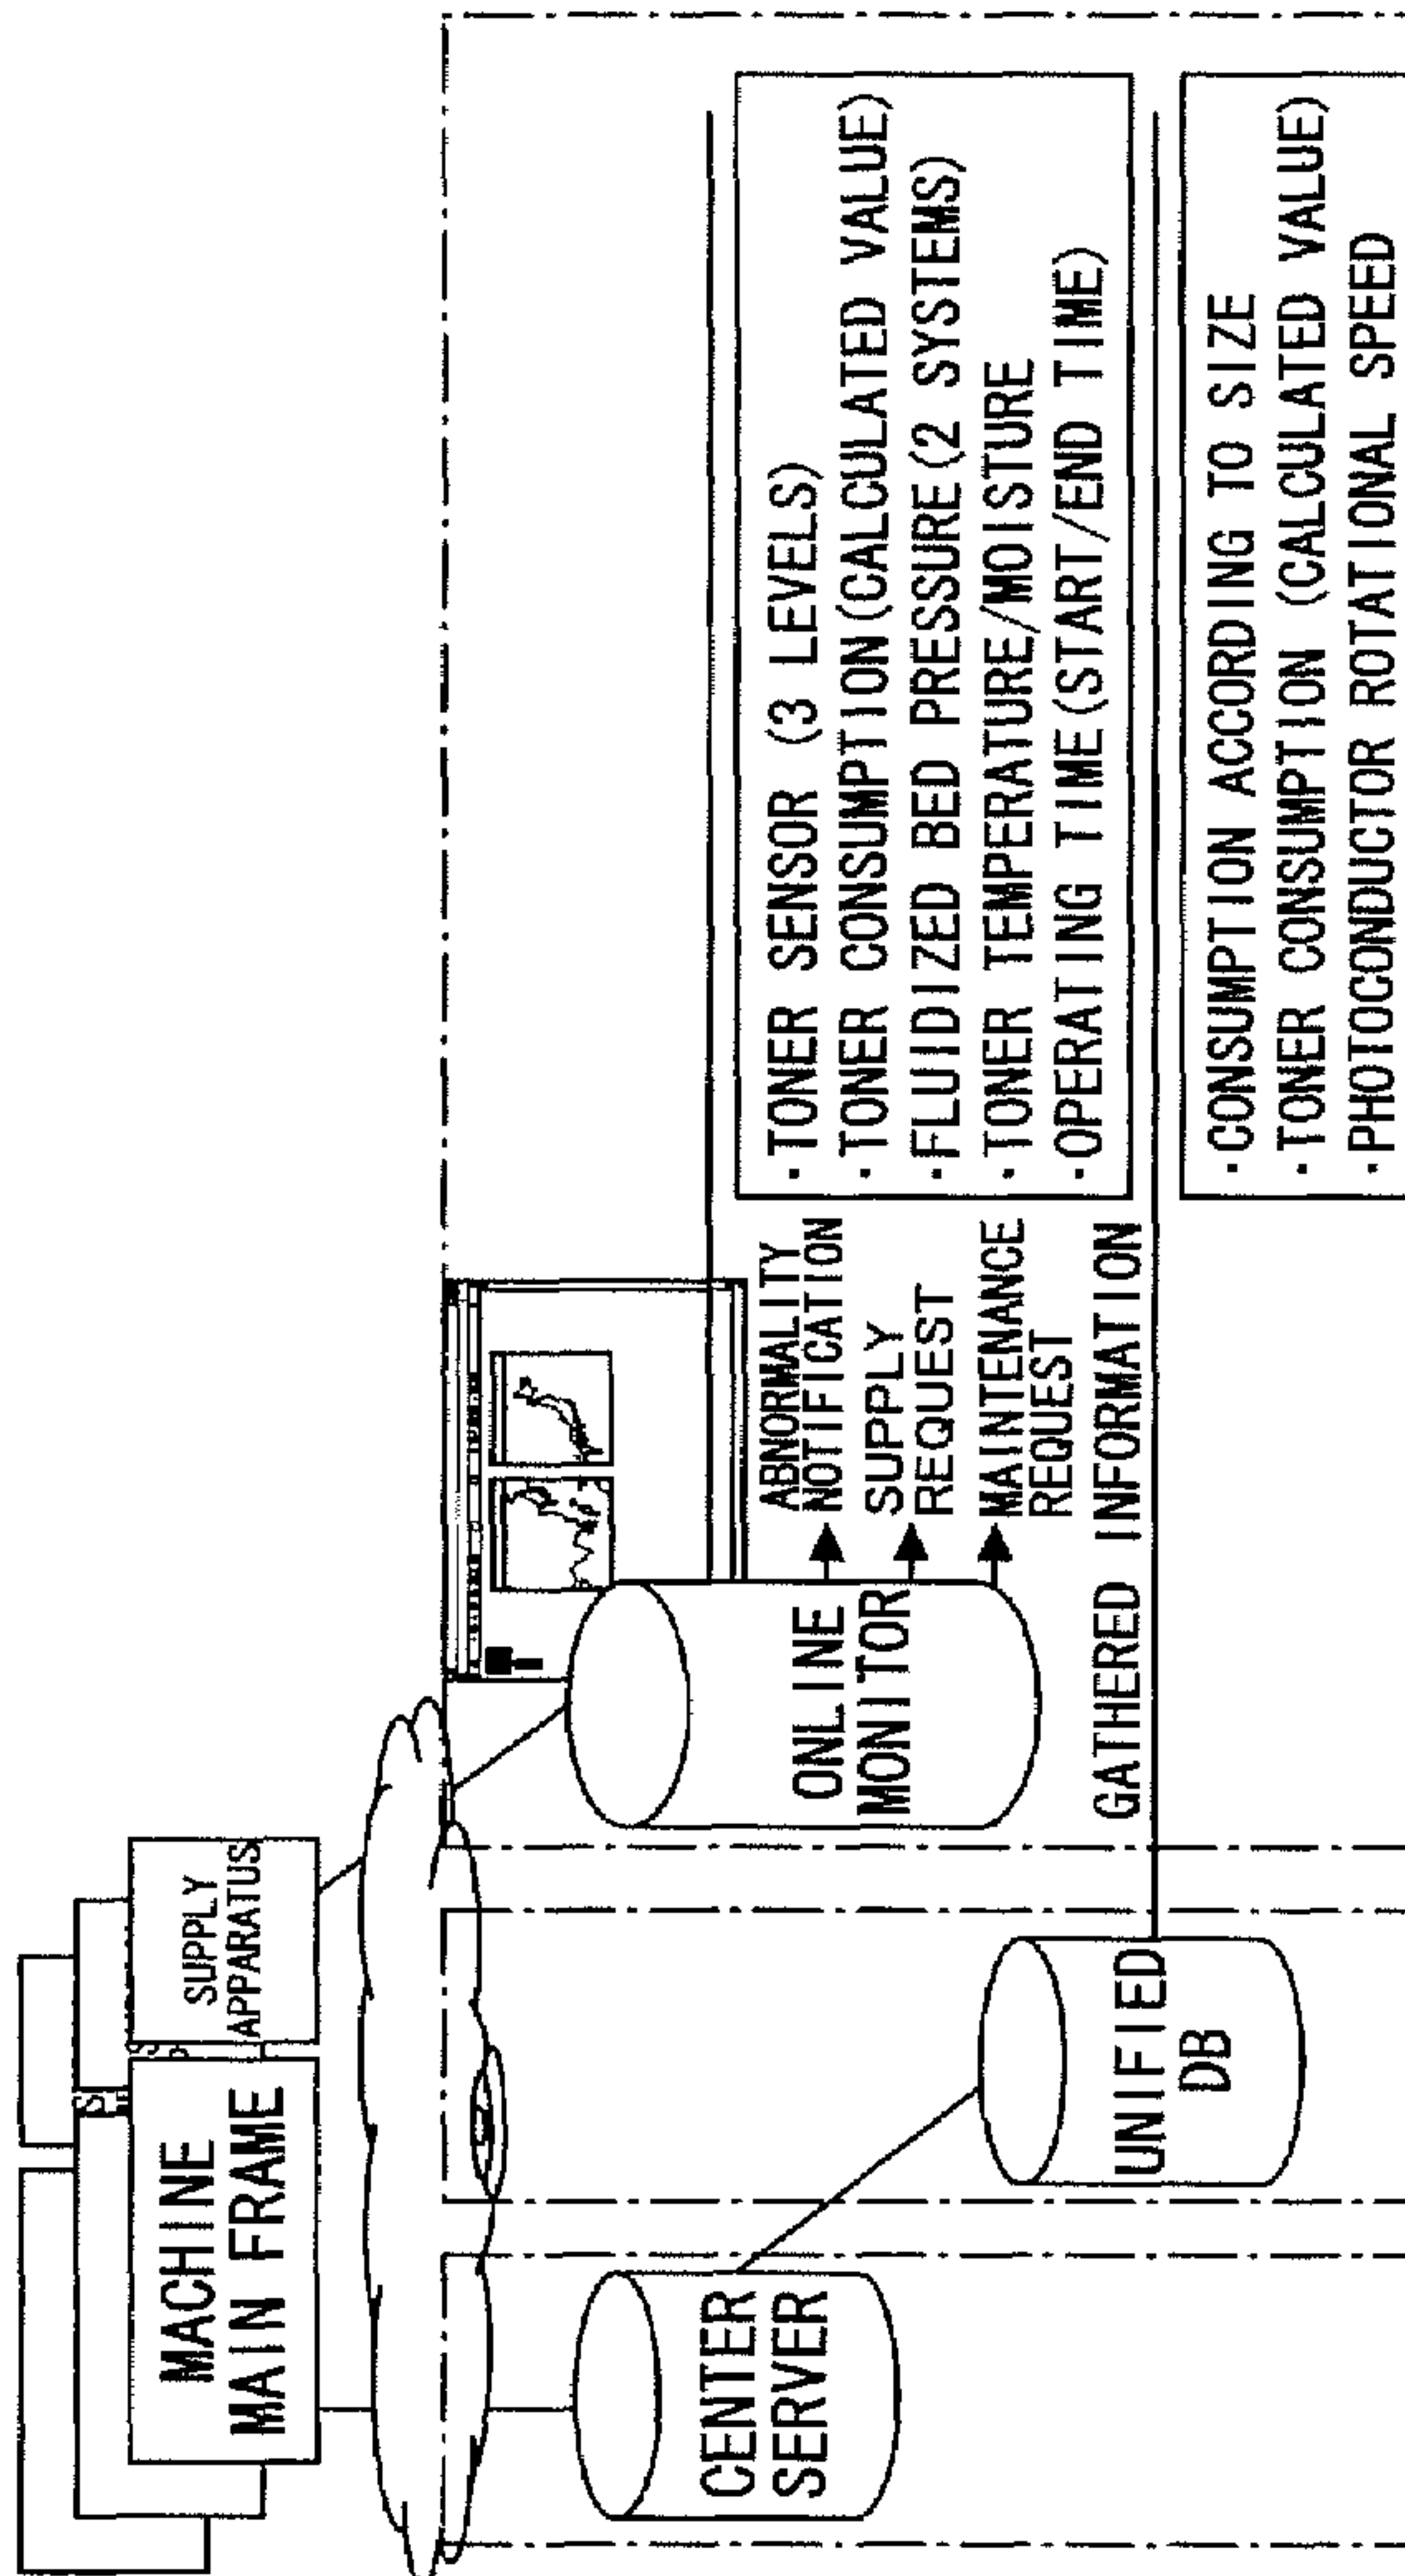 MACHINE
MAIN FRAME
SUPPLY
APPARATUS
CENTER
SERVER
UNIFIED
DB
ONLINE
MONITOR
ABNORMALITY
NOTIFICATION
SUPPLY
REQUEST
MAINTENANCE
REQUEST
GATHERED INFORMATION
・TONER SENSOR (3 LEVELS)
・TONER CONSUMPTION(CALCULATED VALUE)
・FLUIDIZED BED PRESSURE(2 SYSTEMS)
・TONER TEMPERATURE/MOISTURE
・OPERATING TIME(START/END TIME)
・CONSUMPTION ACCORDING TO SIZE
・TONER CONSUMPTION (CALCULATED VALUE)
・PHOTOCONDUCTOR ROTATIONAL SPEED